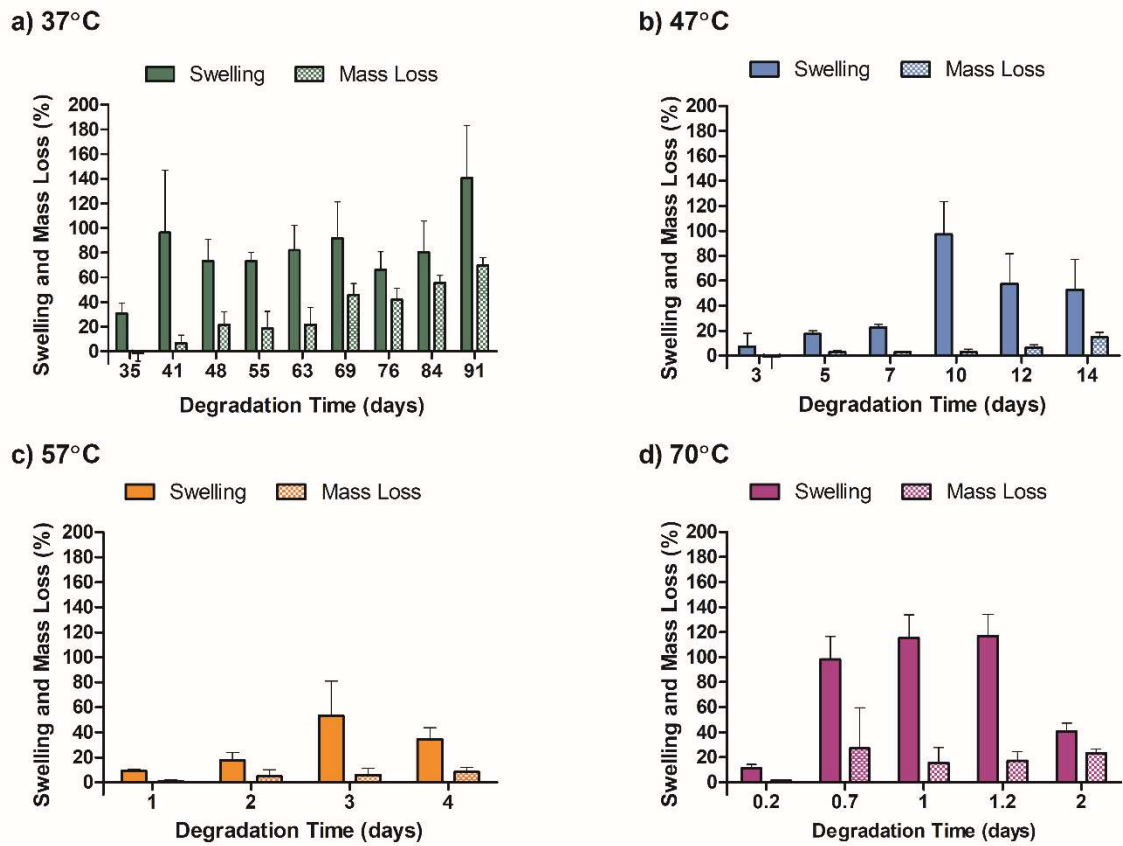 a) 37°C
Swelling Mass Loss
Swelling and Mass Loss (%)
200
180
160
140
120
100
80
60
40
20
0
35 41 48 55 63 69 76 84 91
Degradation Time (days)
b) 47°C
Swelling Mass Loss
Swelling and Mass Loss (%)
200
180
160
140
120
100
80
60
40
20
0
3 5 7 10 12 14
Degradation Time (days)
c) 57°C
Swelling Mass Loss
Swelling and Mass Loss (%)
200
180
160
140
120
100
80
60
40
20
0
1 2 3 4
Degradation Time (days)
d) 70°C
Swelling Mass Loss
Swelling and Mass Loss (%)
200
180
160
140
120
100
80
60
40
20
0
0.2 0.7 1 1.2 2
Degradation Time (days)